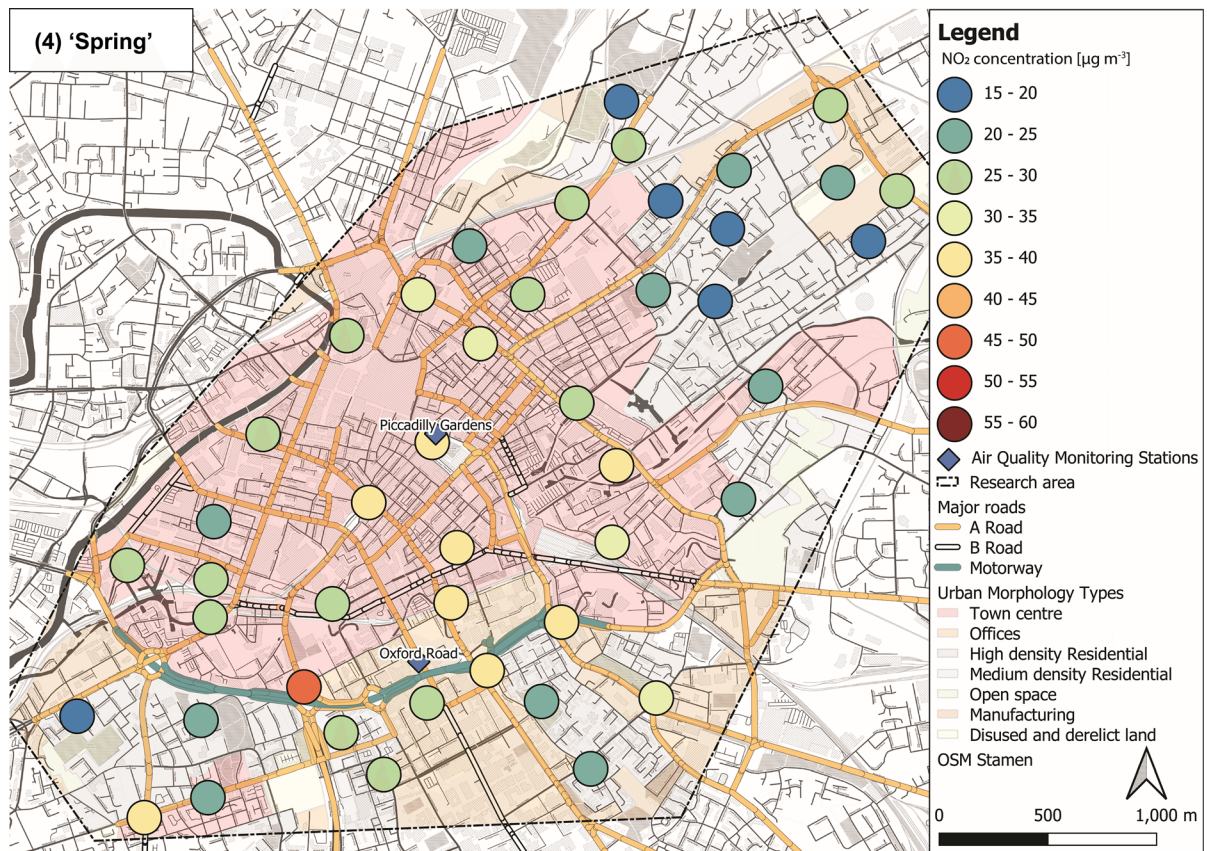 (4) ‘Spring’
Piccadilly Gardens
Oxford Road
Legend
NO₂ concentration [µg m⁻³]
15 - 20
20 - 25
25 - 30
30 - 35
35 - 40
40 - 45
45 - 50
50 - 55
55 - 60
Air Quality Monitoring Stations
Research area
Major roads
A Road
B Road
Motorway
Urban Morphology Types
Town centre
Offices
High density Residential
Medium density Residential
Open space
Manufacturing
Disused and derelict land
OSM Stamen
0 500 1,000 m